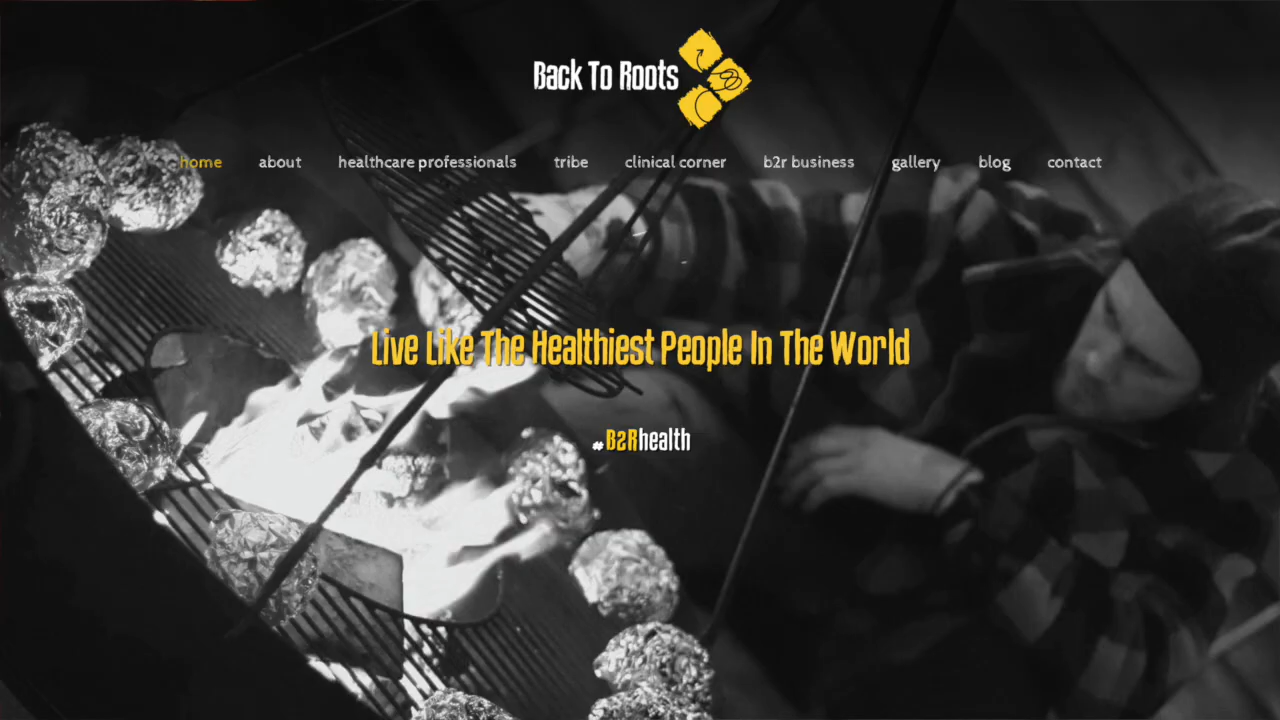 Back To Roots
home about healthcare professionals tribe clinical corner b2r business gallery blog contact
Live Like The Healthiest People In The World
#B2Rhealth